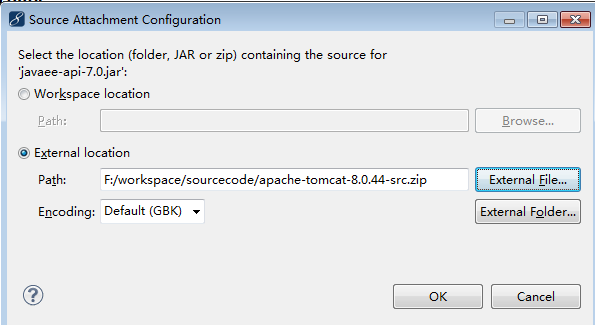 Source Attachment Configuration
Select the location (folder, JAR or zip) containing the source for
'javaee-api-7.0.jar':
Workspace location
Path:
Browse...
External location
Path: F:/workspace/sourcecode/apache-tomcat-8.0.44-src.zip External File...
Encoding: Default (GBK) External Folder...
?
OK Cancel